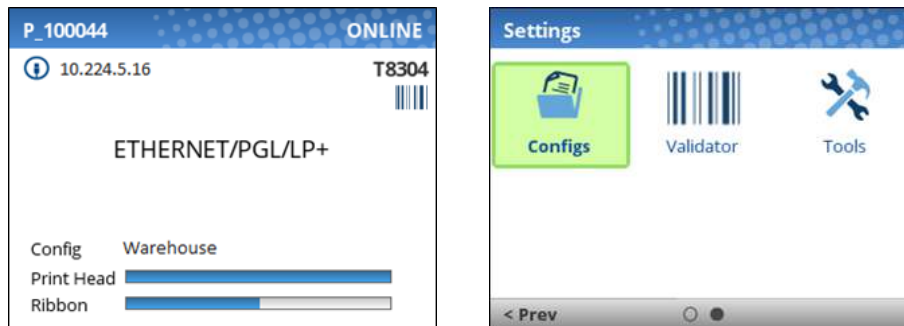 P_100044 ONLINE
10.224.5.16 T8304
ETHERNET/PGL/LP+
Config Warehouse
Print Head
Ribbon
Settings
Configs Validator Tools
< Prev